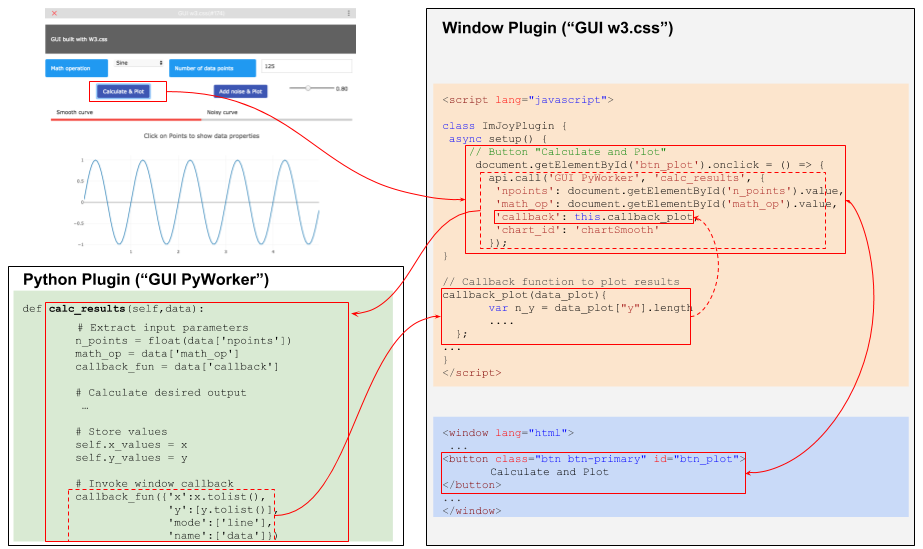 GUI built with W3.css
Math operation
Sine
Number of data points
125
Calculate & Plot
Add noise & Plot
0.80
Smooth curve
Noisy curve
Click on Points to show data properties
1
0.5
0
−0.5
−1
Window Plugin (“GUI w3.css”)
<script lang="javascript">
class ImJoyPlugin {
async setup() {
// Button "Calculate and Plot"
document.getElementById('btn_plot').onclick = () => {
api.call('GUI PyWorker', 'calc_results', {
'npoints': document.getElementById('n_points').value,
'math_op': document.getElementById('math_op').value,
'callback': this.callback_plot,
'chart_id': 'chartSmooth'
});
}
// Callback function to plot results
callback_plot(data_plot){
var n_y = data_plot["y"].length
....
};
...
}
</script>
<window lang="html">
...
<button class="btn btn-primary" id="btn_plot">
Calculate and Plot
</button>
...
</window>
Python Plugin (“GUI PyWorker”)
def calc_results(self,data):
# Extract input parameters
n_points = float(data['npoints'])
math_op = data['math_op']
callback_fun = data['callback']
# Calculate desired output
…
# Store values
self.x_values = x
self.y_values = y
# Invoke window callback
callback_fun({'x':x.tolist(),
'y':[y.tolist()],
'mode':['line'],
'name':['data']})